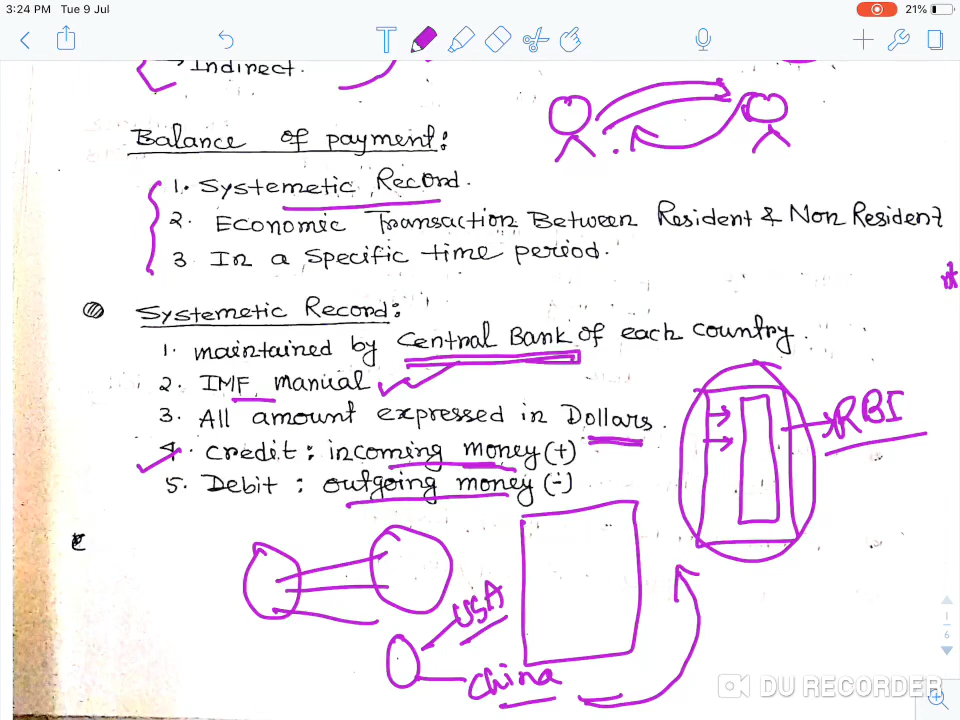 3:24 PM Tue 9 Jul
21%
T
Indirect.
Balance of payment:
1. Systemetic Record.
2. Economic Transaction Between Resident & Non Resident
3 In a Specific time period.
Systemetic Record:
1. maintained by Central Bank of each country.
2. IMF manual
3. All amount expressed in Dollars.
RBI
4. credit: incoming money (+)
5. Debit: outgoing money (-)
USA
China
1
6
DU RECORDER